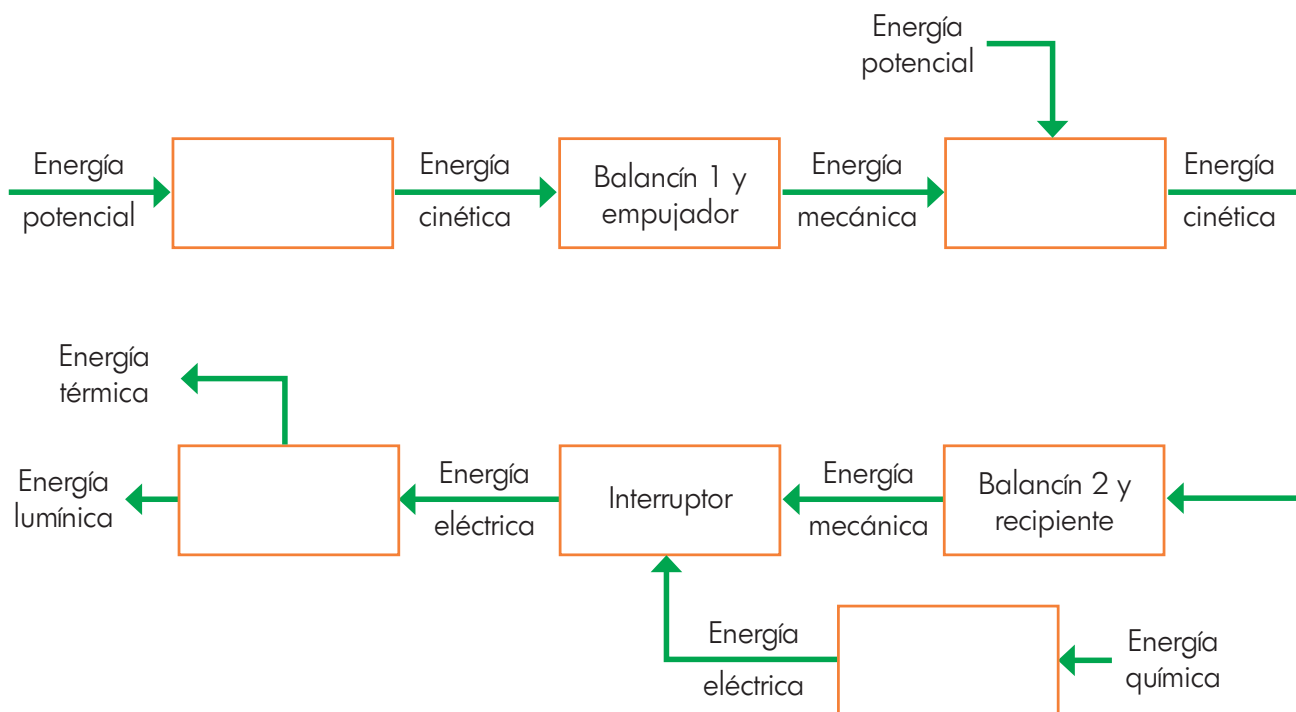 Energía
potencial
Energía
potencial
Energía
cinética
Balancín 1 y
empujador
Energía
mecánica
Energía
cinética
Energía
térmica
Energía
lumínica
Energía
eléctrica
Interruptor
Energía
mecánica
Balancín 2 y
recipiente
Energía
eléctrica
Energía
química